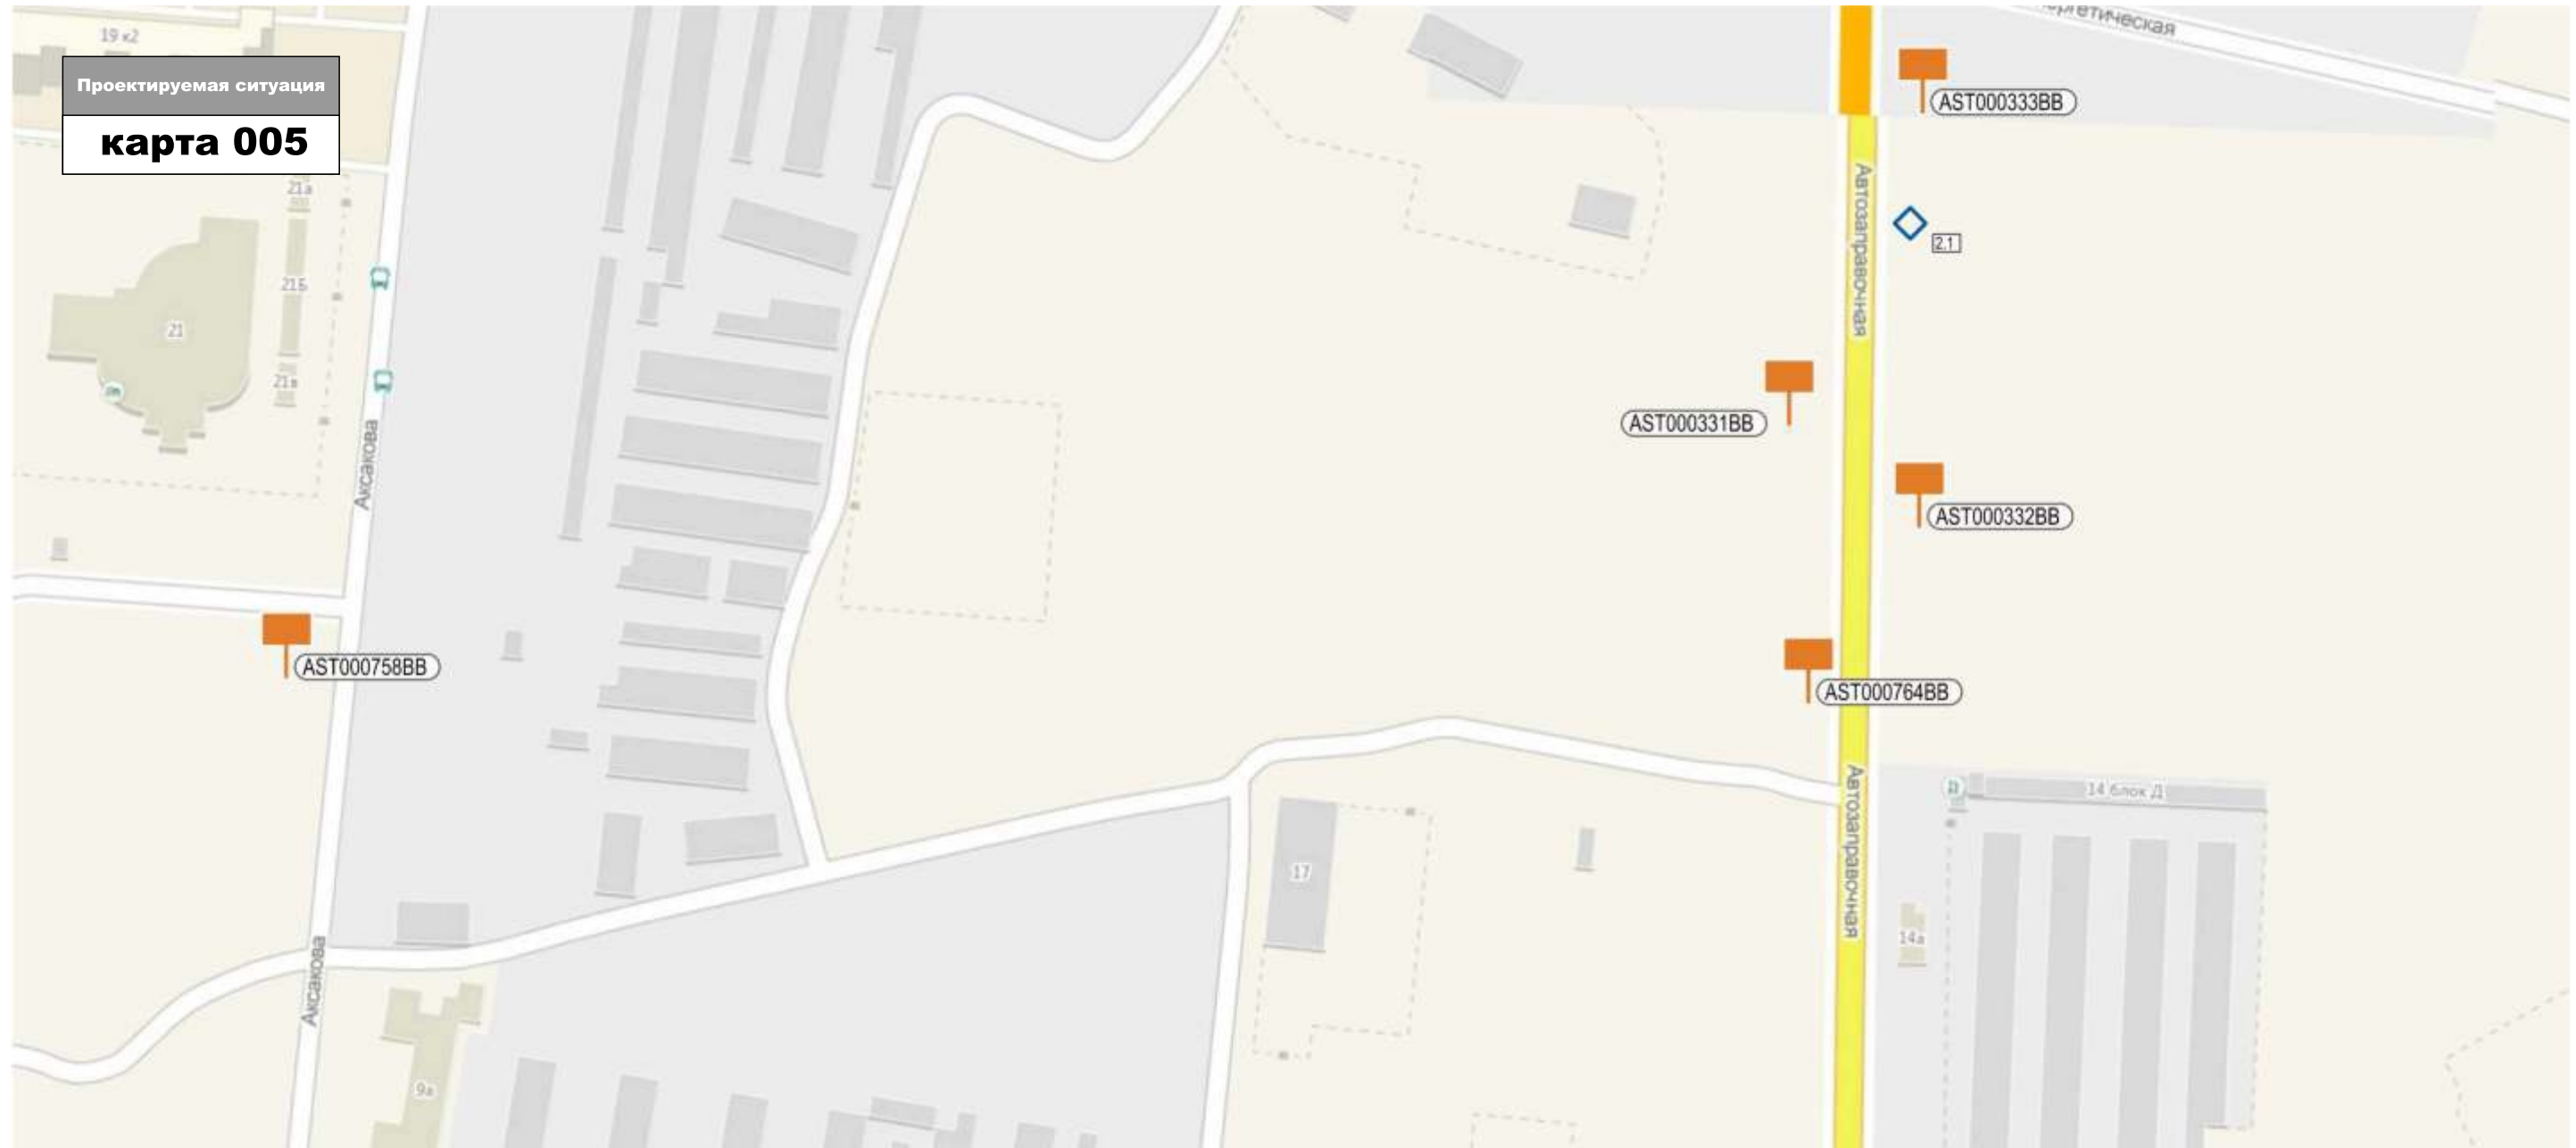 19 к2
Проектируемая ситуация
карта 005
AST000333BB
21а
Автозаправочная
2.1
21Б
21
21в
AST000331BB
Аксакова
AST000332BB
AST000758BB
AST000764BB
Автозаправочная
14 блок Д
17
14а
Аксакова
9а